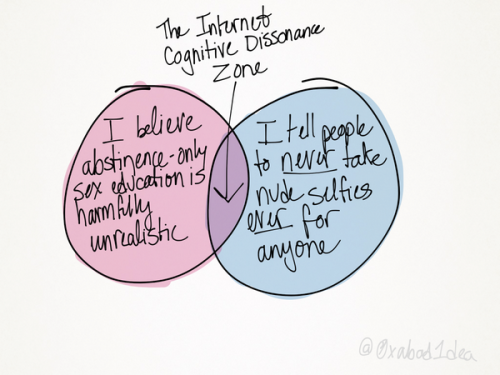 The Internet
Cognitive Dissonance
Zone
I believe
abstinence-only
sex education is
harmfully
unrealistic
I tell people
to never take
nude selfies
ever for
anyone
@0xabad1dea